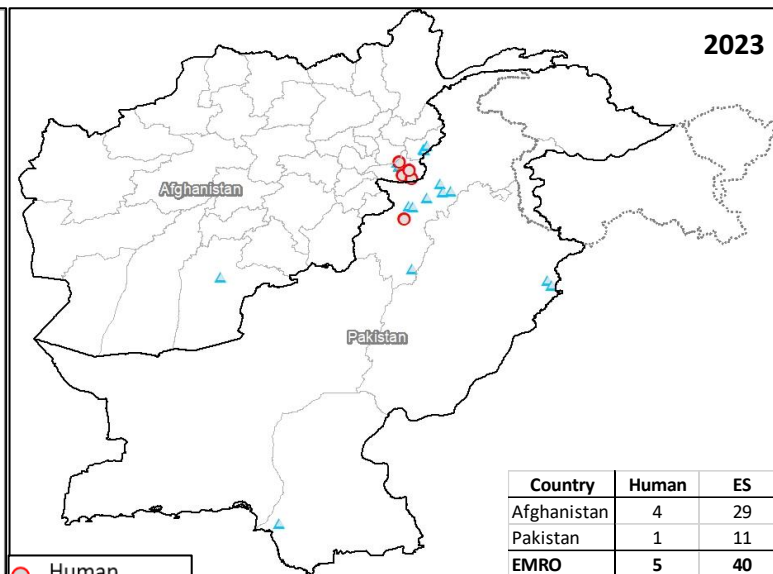 2023
Afghanistan
Pakistan
Country Human ES
Afghanistan 4 29
Pakistan 1 11
EMRO 5 40
Human